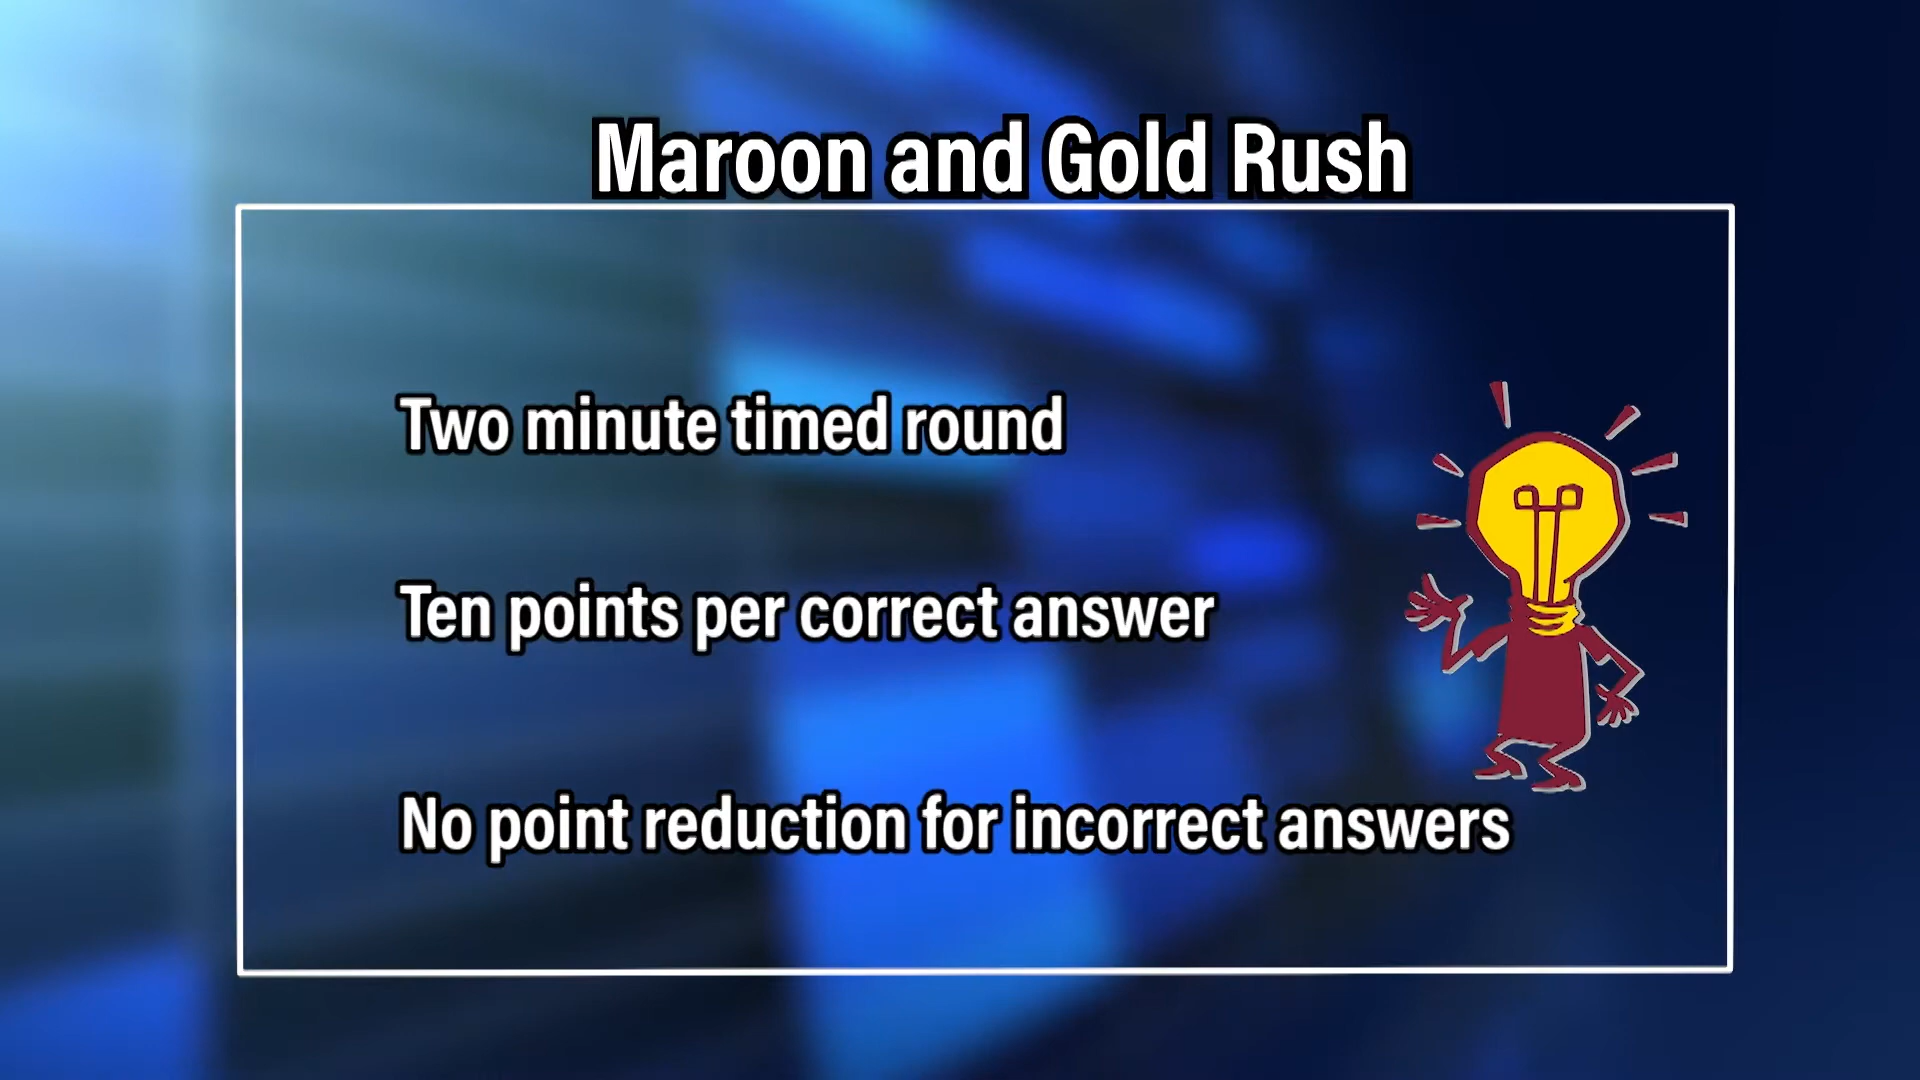 Maroon and Gold Rush
Two minute timed round
Ten points per correct answer
No point reduction for incorrect answers